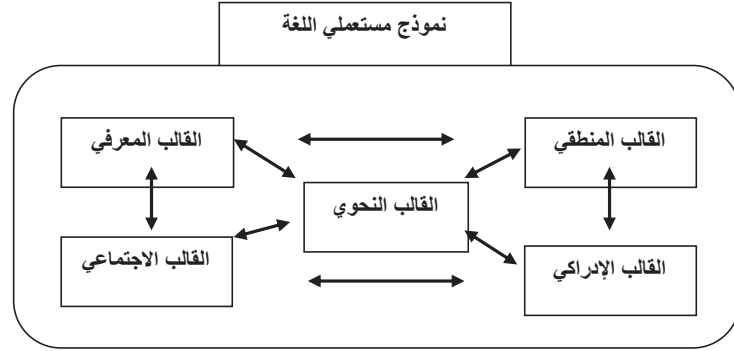 نموذج مستعملي اللغة
القالب المنطقي
القالب المعرفي
القالب النحوي
القالب الإدراكي
القالب الاجتماعي